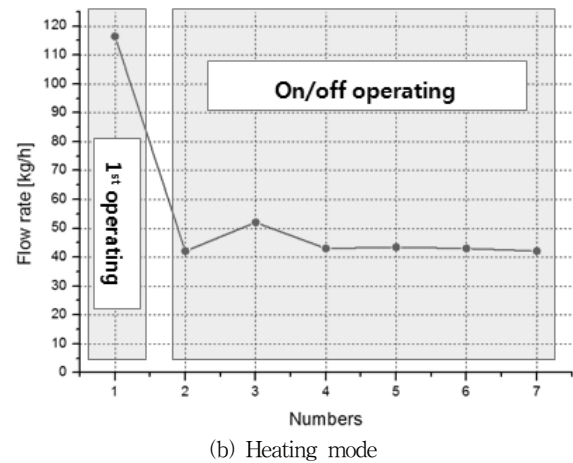 120
110
100
90
80
70
60
50
40
30
20
10
0
Flow rate [kg/h]
1st operating
On/off operating
1 2 3 4 5 6 7
Numbers
(b) Heating mode